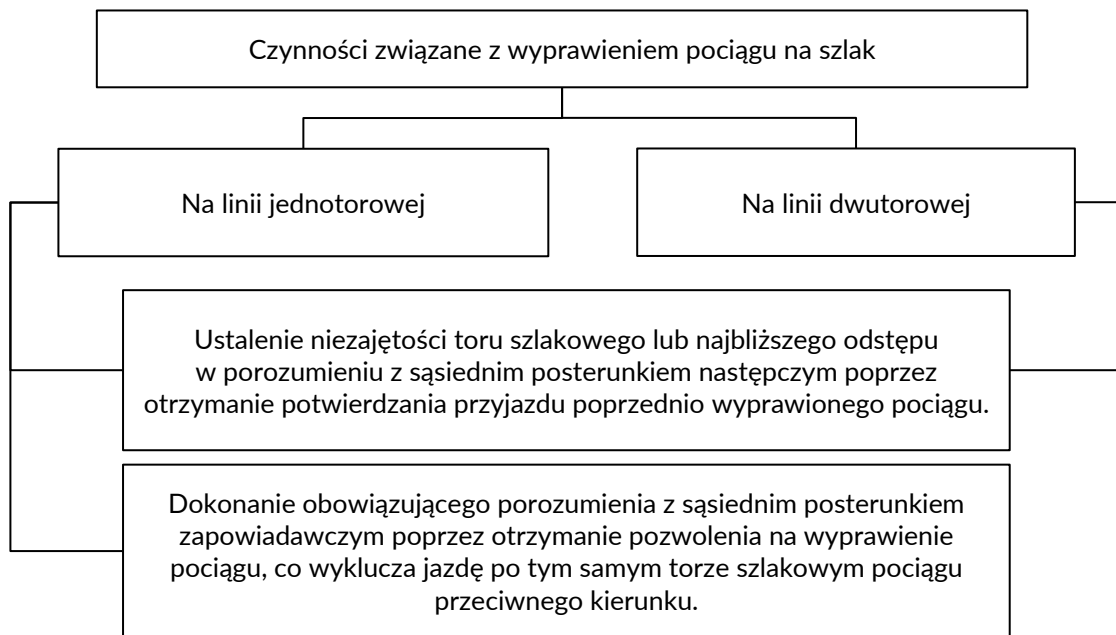 Czynności związane z wyprawieniem pociągu na szlak
Na linii jednotorowej
Na linii dwutorowej
Ustalenie niezajętości toru szlakowego lub najbliższego odstępu
w porozumieniu z sąsiednim posterunkiem następczym poprzez
otrzymanie potwierdzania przyjazdu poprzednio wyprawionego pociągu.
Dokonanie obowiązującego porozumienia z sąsiednim posterunkiem
zapowiadawczym poprzez otrzymanie pozwolenia na wyprawienie
pociągu, co wyklucza jazdę po tym samym torze szlakowym pociągu
przeciwnego kierunku.